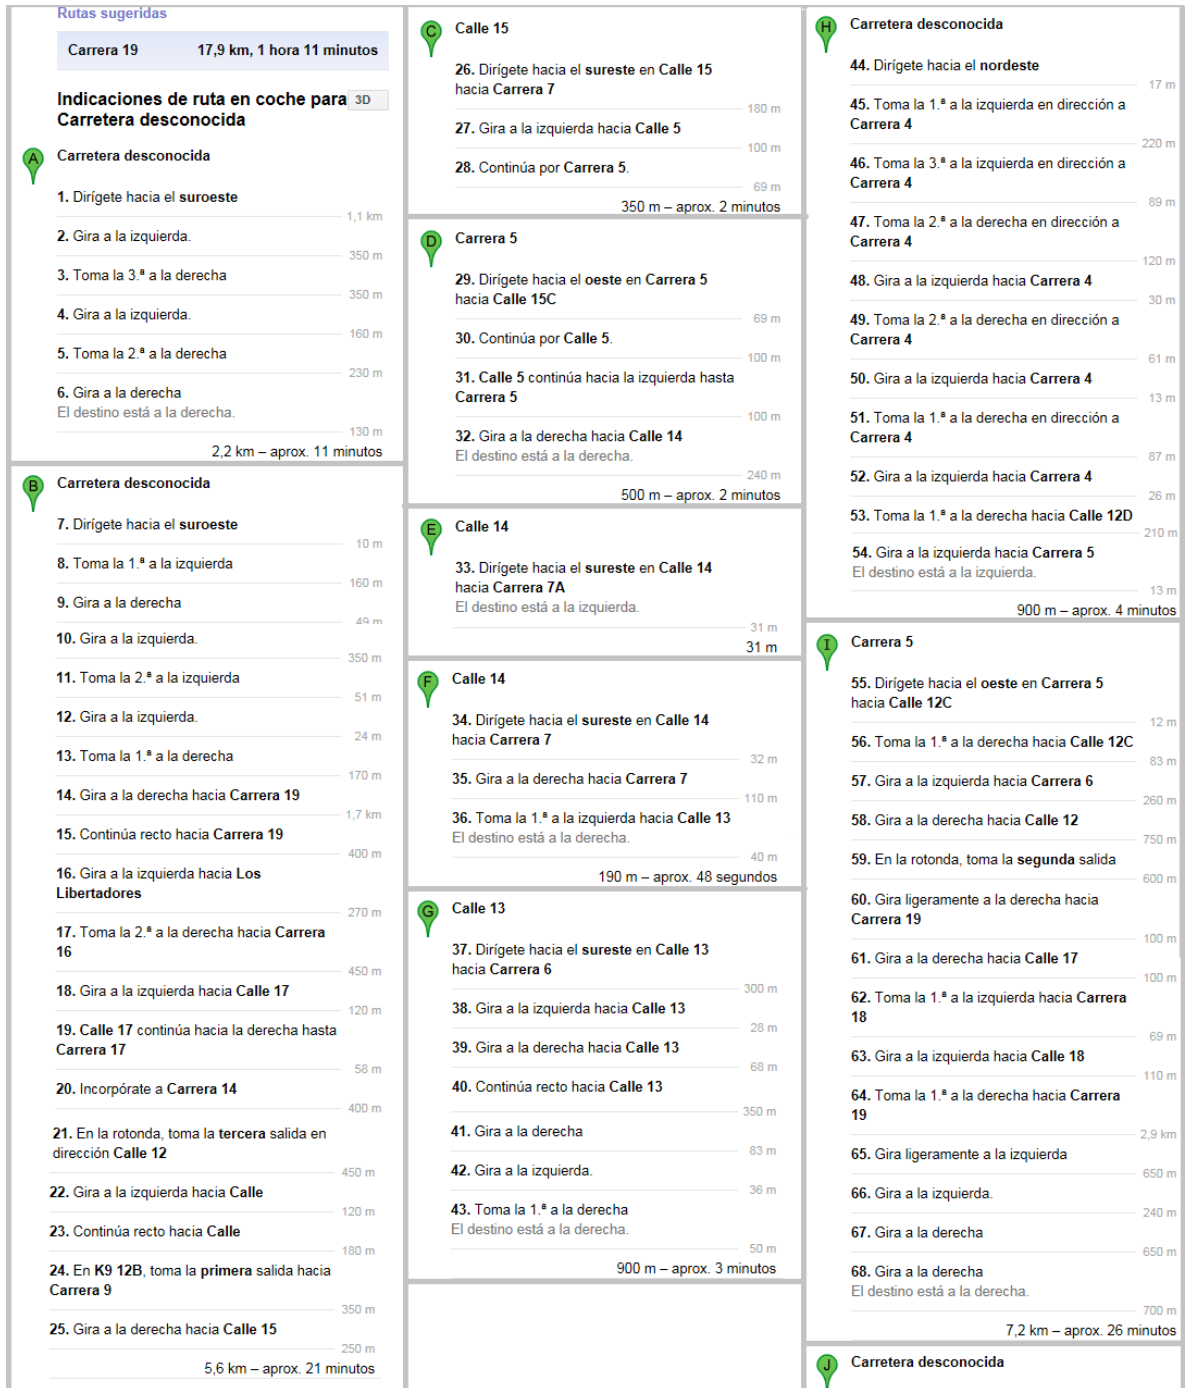 Rutas sugeridas
Carrera 19 17,9 km, 1 hora 11 minutos
Indicaciones de ruta en coche para 3D
Carretera desconocida
A Carretera desconocida
1. Dirígete hacia el suroeste
1,1 km
2. Gira a la izquierda.
350 m
3. Toma la 3.ª a la derecha
350 m
4. Gira a la izquierda.
160 m
5. Toma la 2.ª a la derecha
230 m
6. Gira a la derecha
El destino está a la derecha.
130 m
2,2 km – aprox. 11 minutos
B Carretera desconocida
7. Dirígete hacia el suroeste
10 m
8. Toma la 1.ª a la izquierda
160 m
9. Gira a la derecha
49 m
10. Gira a la izquierda.
350 m
11. Toma la 2.ª a la izquierda
51 m
12. Gira a la izquierda.
24 m
13. Toma la 1.ª a la derecha
170 m
14. Gira a la derecha hacia Carrera 19
1,7 km
15. Continúa recto hacia Carrera 19
400 m
16. Gira a la izquierda hacia Los
Libertadores
270 m
17. Toma la 2.ª a la derecha hacia Carrera
16
450 m
18. Gira a la izquierda hacia Calle 17
120 m
19. Calle 17 continúa hacia la derecha hasta
Carrera 17
58 m
20. Incorpórate a Carrera 14
400 m
21. En la rotonda, toma la tercera salida en
dirección Calle 12
450 m
22. Gira a la izquierda hacia Calle
120 m
23. Continúa recto hacia Calle
180 m
24. En K9 12B, toma la primera salida hacia
Carrera 9
350 m
25. Gira a la derecha hacia Calle 15
250 m
5,6 km – aprox. 21 minutos
C Calle 15
26. Dirígete hacia el sureste en Calle 15
hacia Carrera 7
180 m
27. Gira a la izquierda hacia Calle 5
100 m
28. Continúa por Carrera 5.
69 m
350 m – aprox. 2 minutos
D Carrera 5
29. Dirígete hacia el oeste en Carrera 5
hacia Calle 15C
69 m
30. Continúa por Calle 5.
100 m
31. Calle 5 continúa hacia la izquierda hasta
Carrera 5
100 m
32. Gira a la derecha hacia Calle 14
El destino está a la derecha.
240 m
500 m – aprox. 2 minutos
E Calle 14
33. Dirígete hacia el sureste en Calle 14
hacia Carrera 7A
El destino está a la izquierda.
31 m
31 m
F Calle 14
34. Dirígete hacia el sureste en Calle 14
hacia Carrera 7
32 m
35. Gira a la derecha hacia Carrera 7
110 m
36. Toma la 1.ª a la izquierda hacia Calle 13
El destino está a la derecha.
40 m
190 m – aprox. 48 segundos
G Calle 13
37. Dirígete hacia el sureste en Calle 13
hacia Carrera 6
300 m
38. Gira a la izquierda hacia Calle 13
28 m
39. Gira a la derecha hacia Calle 13
68 m
40. Continúa recto hacia Calle 13
350 m
41. Gira a la derecha
83 m
42. Gira a la izquierda.
36 m
43. Toma la 1.ª a la derecha
El destino está a la derecha.
50 m
900 m – aprox. 3 minutos
H Carretera desconocida
44. Dirígete hacia el nordeste
17 m
45. Toma la 1.ª a la izquierda en dirección a
Carrera 4
220 m
46. Toma la 3.ª a la izquierda en dirección a
Carrera 4
89 m
47. Toma la 2.ª a la derecha en dirección a
Carrera 4
120 m
48. Gira a la izquierda hacia Carrera 4
30 m
49. Toma la 2.ª a la derecha en dirección a
Carrera 4
61 m
50. Gira a la izquierda hacia Carrera 4
13 m
51. Toma la 1.ª a la derecha en dirección a
Carrera 4
87 m
52. Gira a la izquierda hacia Carrera 4
26 m
53. Toma la 1.ª a la derecha hacia Calle 12D
210 m
54. Gira a la izquierda hacia Carrera 5
El destino está a la izquierda.
13 m
900 m – aprox. 4 minutos
I Carrera 5
55. Dirígete hacia el oeste en Carrera 5
hacia Calle 12C
12 m
56. Toma la 1.ª a la derecha hacia Calle 12C
83 m
57. Gira a la izquierda hacia Carrera 6
260 m
58. Gira a la derecha hacia Calle 12
750 m
59. En la rotonda, toma la segunda salida
600 m
60. Gira ligeramente a la derecha hacia
Carrera 19
100 m
61. Gira a la derecha hacia Calle 17
100 m
62. Toma la 1.ª a la izquierda hacia Carrera
18
69 m
63. Gira a la izquierda hacia Calle 18
110 m
64. Toma la 1.ª a la derecha hacia Carrera
19
2,9 km
65. Gira ligeramente a la izquierda
650 m
66. Gira a la izquierda.
240 m
67. Gira a la derecha
650 m
68. Gira a la derecha
El destino está a la derecha.
700 m
7,2 km – aprox. 26 minutos
J Carretera desconocida